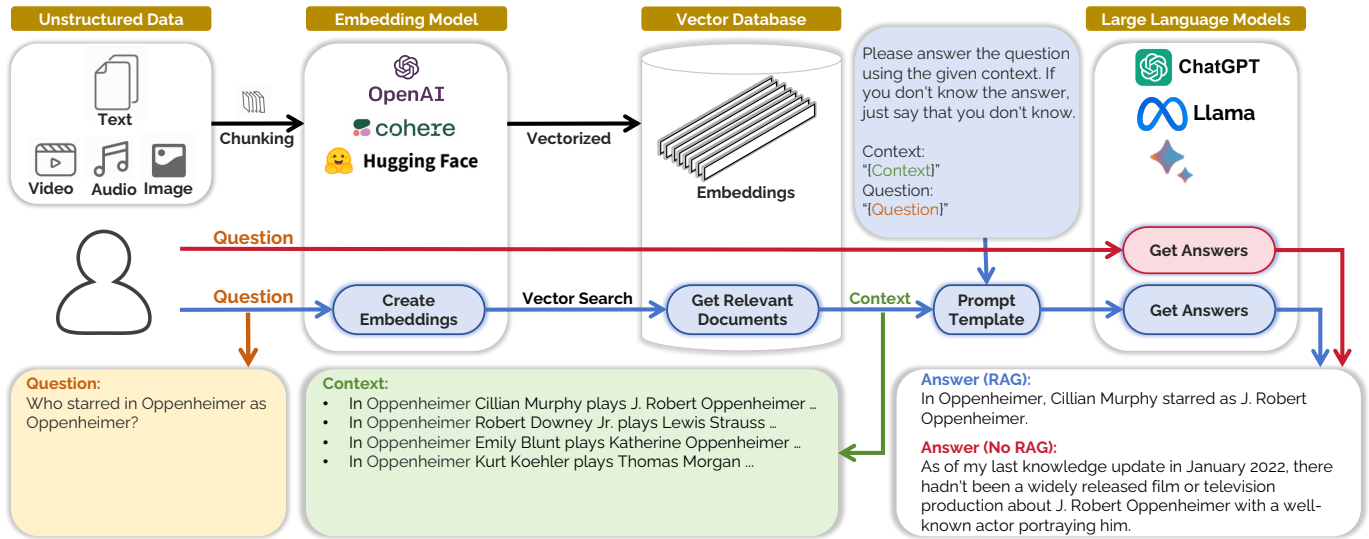 Unstructured Data
Embedding Model
Vector Database
Large Language Models
Text
Video
Audio
Image
Chunking
OpenAI
cohere
Hugging Face
Vectorized
Embeddings
Please answer the question
using the given context. If
you don't know the answer,
just say that you don't know.
Context:
“{Context}”
Question:
“{Question}”
ChatGPT
Llama
Question
Get Answers
Question
Create
Embeddings
Vector Search
Get Relevant
Documents
Context
Prompt
Template
Get Answers
Question:
Who starred in Oppenheimer as
Oppenheimer?
Context:
• In Oppenheimer Cillian Murphy plays J. Robert Oppenheimer ...
• In Oppenheimer Robert Downey Jr. plays Lewis Strauss ...
• In Oppenheimer Emily Blunt plays Katherine Oppenheimer ...
• In Oppenheimer Kurt Koehler plays Thomas Morgan ...
Answer (RAG):
In Oppenheimer, Cillian Murphy starred as J. Robert
Oppenheimer.
Answer (No RAG):
As of my last knowledge update in January 2022, there
hadn't been a widely released film or television
production about J. Robert Oppenheimer with a well-
known actor portraying him.